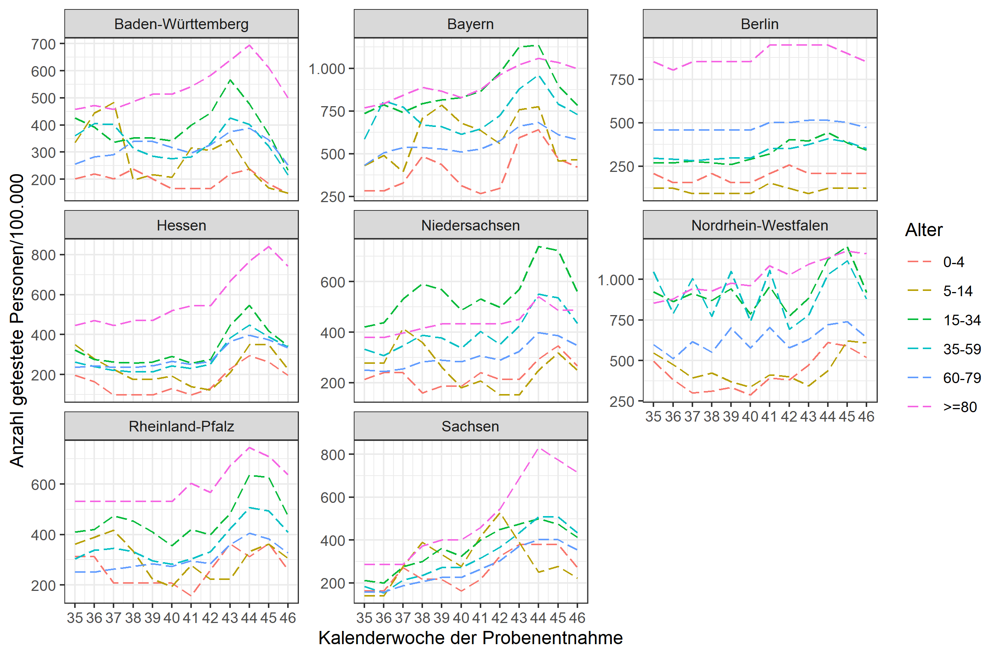 Baden-Württemberg
Bayern
Berlin
700
600
500
400
300
200
1.000
750
500
250
750
500
250
Hessen
Niedersachsen
Nordrhein-Westfalen
800
600
400
200
600
400
200
1.000
750
500
250
35 36 37 38 39 40 41 42 43 44 45 46
Rheinland-Pfalz
Sachsen
600
400
200
800
600
400
200
35 36 37 38 39 40 41 42 43 44 45 46
35 36 37 38 39 40 41 42 43 44 45 46
Kalenderwoche der Probenentnahme
Anzahl getestete Personen/100.000
Alter
0-4
5-14
15-34
35-59
60-79
>=80